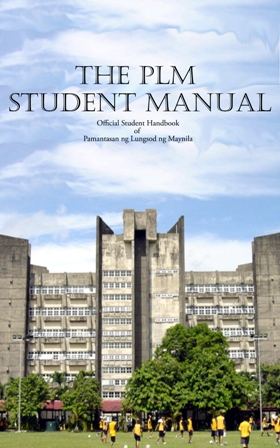 THE PLM
STUDENT MANUAL
Official Student Handbook
of
Pamantasan ng Lungsod ng Maynila